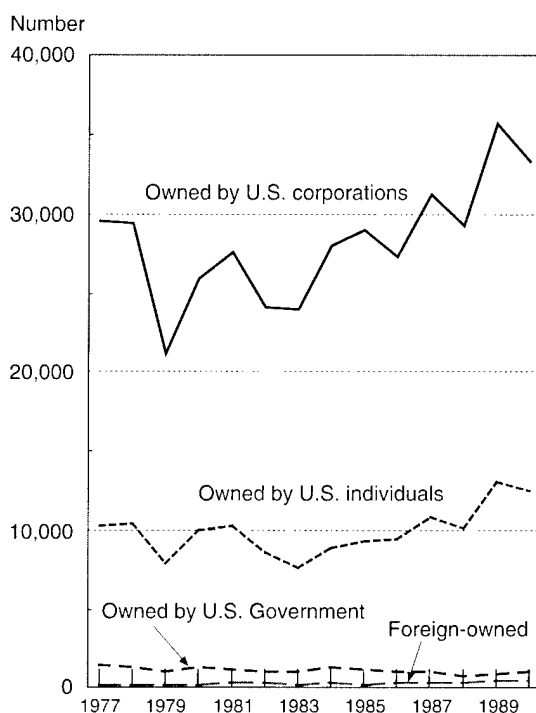 Number
40,000
Owned by U.S. corporations
30,000
20,000
Owned by U.S. individuals
10,000
Owned by U.S. Government
Foreign-owned
0
1977 1979 1981 1983 1985 1987 1989